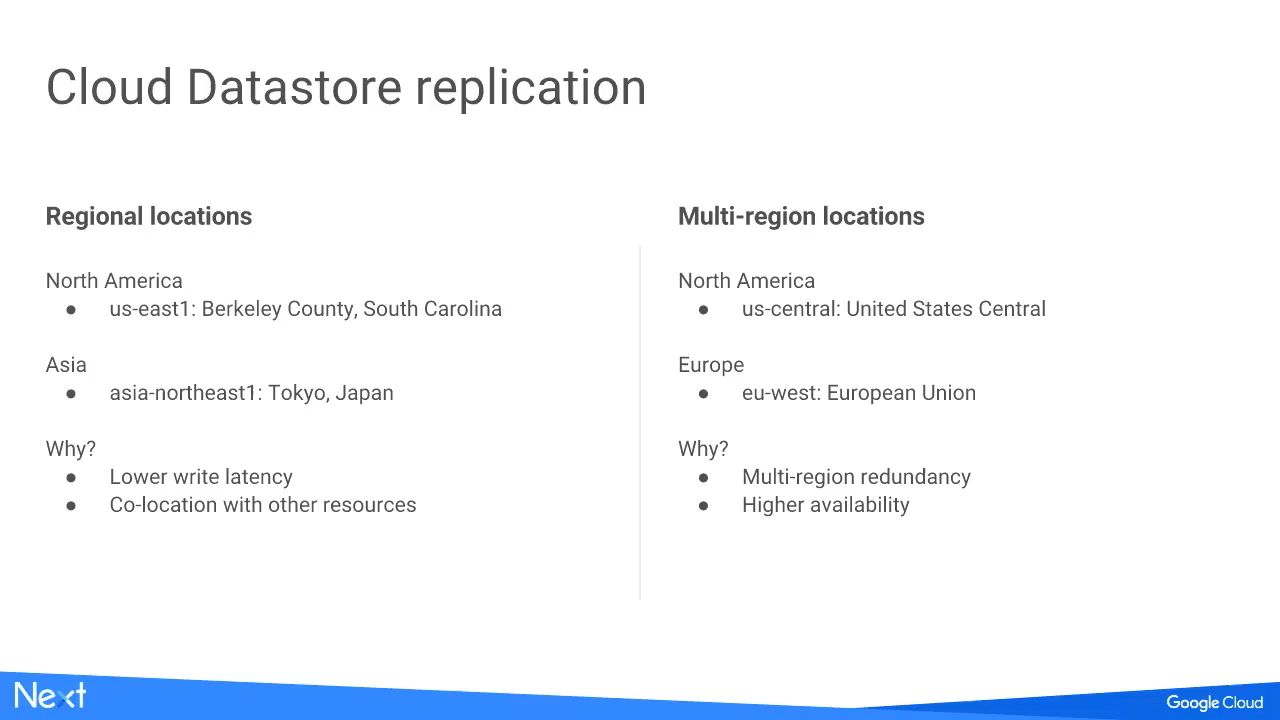 Cloud Datastore replication
Regional locations
North America
● us-east1: Berkeley County, South Carolina
Asia
● asia-northeast1: Tokyo, Japan
Why?
● Lower write latency
● Co-location with other resources
Multi-region locations
North America
● us-central: United States Central
Europe
● eu-west: European Union
Why?
● Multi-region redundancy
● Higher availability
Next
Google Cloud